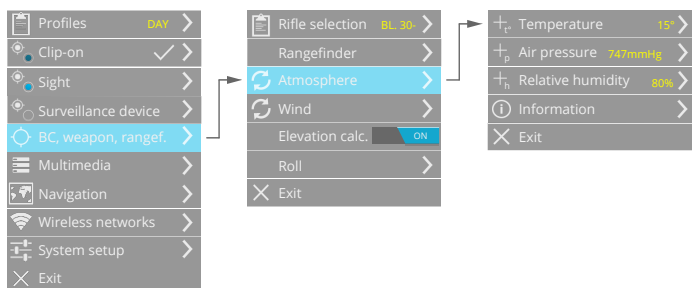 Profiles DAY
Clip-on
Sight
Surveillance device
BC, weapon, rangef.
Multimedia
Navigation
Wireless networks
System setup
Exit
Rifle selection BL. 30-
Rangefinder
Atmosphere
Wind
Elevation calc. ON
Roll
Exit
t° Temperature 15°
p Air pressure 747mmHg
h Relative humidity 80%
i Information
Exit